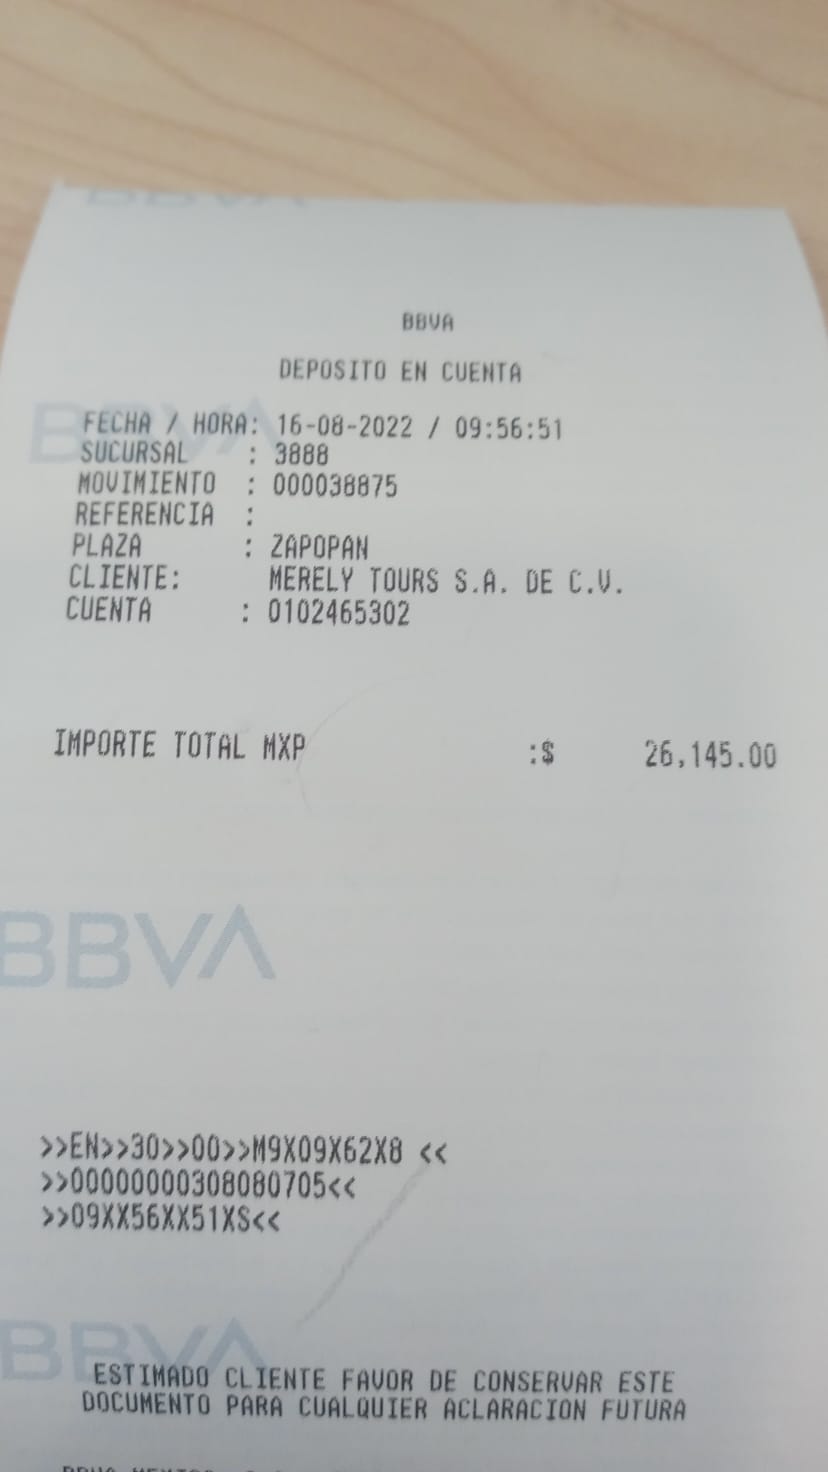 BBVA
BBVA
DEPOSITO EN CUENTA
BBVA
FECHA / HORA: 16-08-2022 / 09:56:51
SUCURSAL : 3888
MOVIMIENTO : 000038875
REFERENCIA :
PLAZA : ZAPOPAN
CLIENTE: MERELY TOURS S.A. DE C.V.
CUENTA : 0102465302
IMPORTE TOTAL MXP :$ 26,145.00
BBVA
>>EN>>30>>00>>M9X09X62X8 <<
>>00000000308080705<<
>>09XX56XX51XS<<
BBVA
ESTIMADO CLIENTE FAVOR DE CONSERVAR ESTE
DOCUMENTO PARA CUALQUIER ACLARACION FUTURA